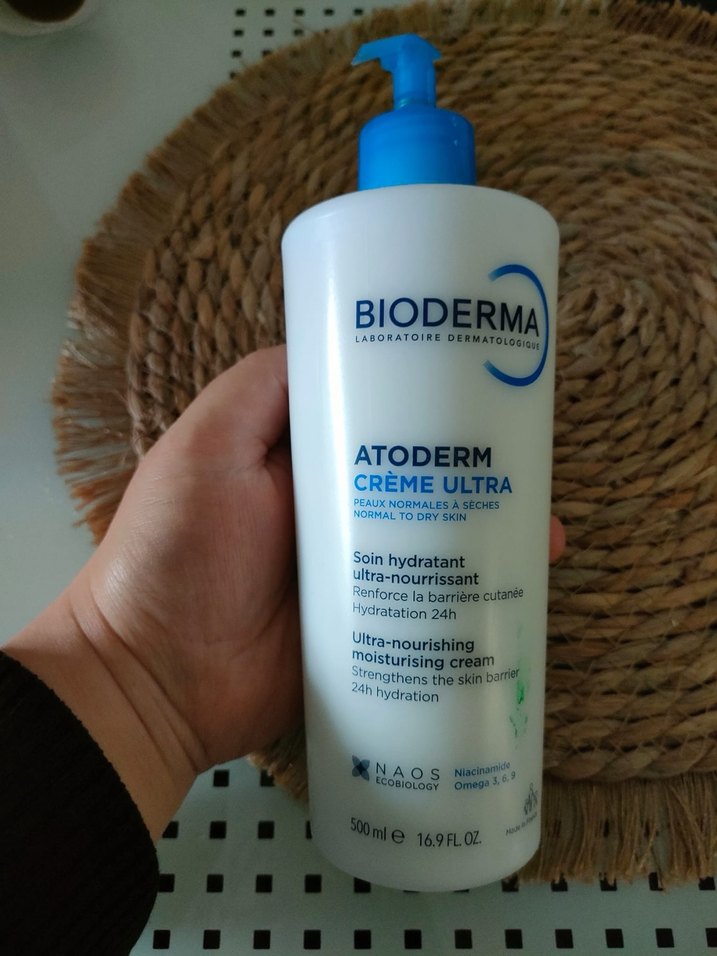 BIODERMA
LABORATOIRE DERMATOLOGIQUE
ATODERM
CRÈME ULTRA
PEAUX NORMALES À SÈCHES
NORMAL TO DRY SKIN
Soin hydratant
ultra-nourrissant
Renforce la barrière cutanée
Hydratation 24h
Ultra-nourishing
moisturising cream
Strengthens the skin barrier
24h hydration
NAOS
ECOBIOLOGY
Niacinamide
Omega 3, 6, 9
Made in
500 ml ℮ 16.9 FL. OZ.